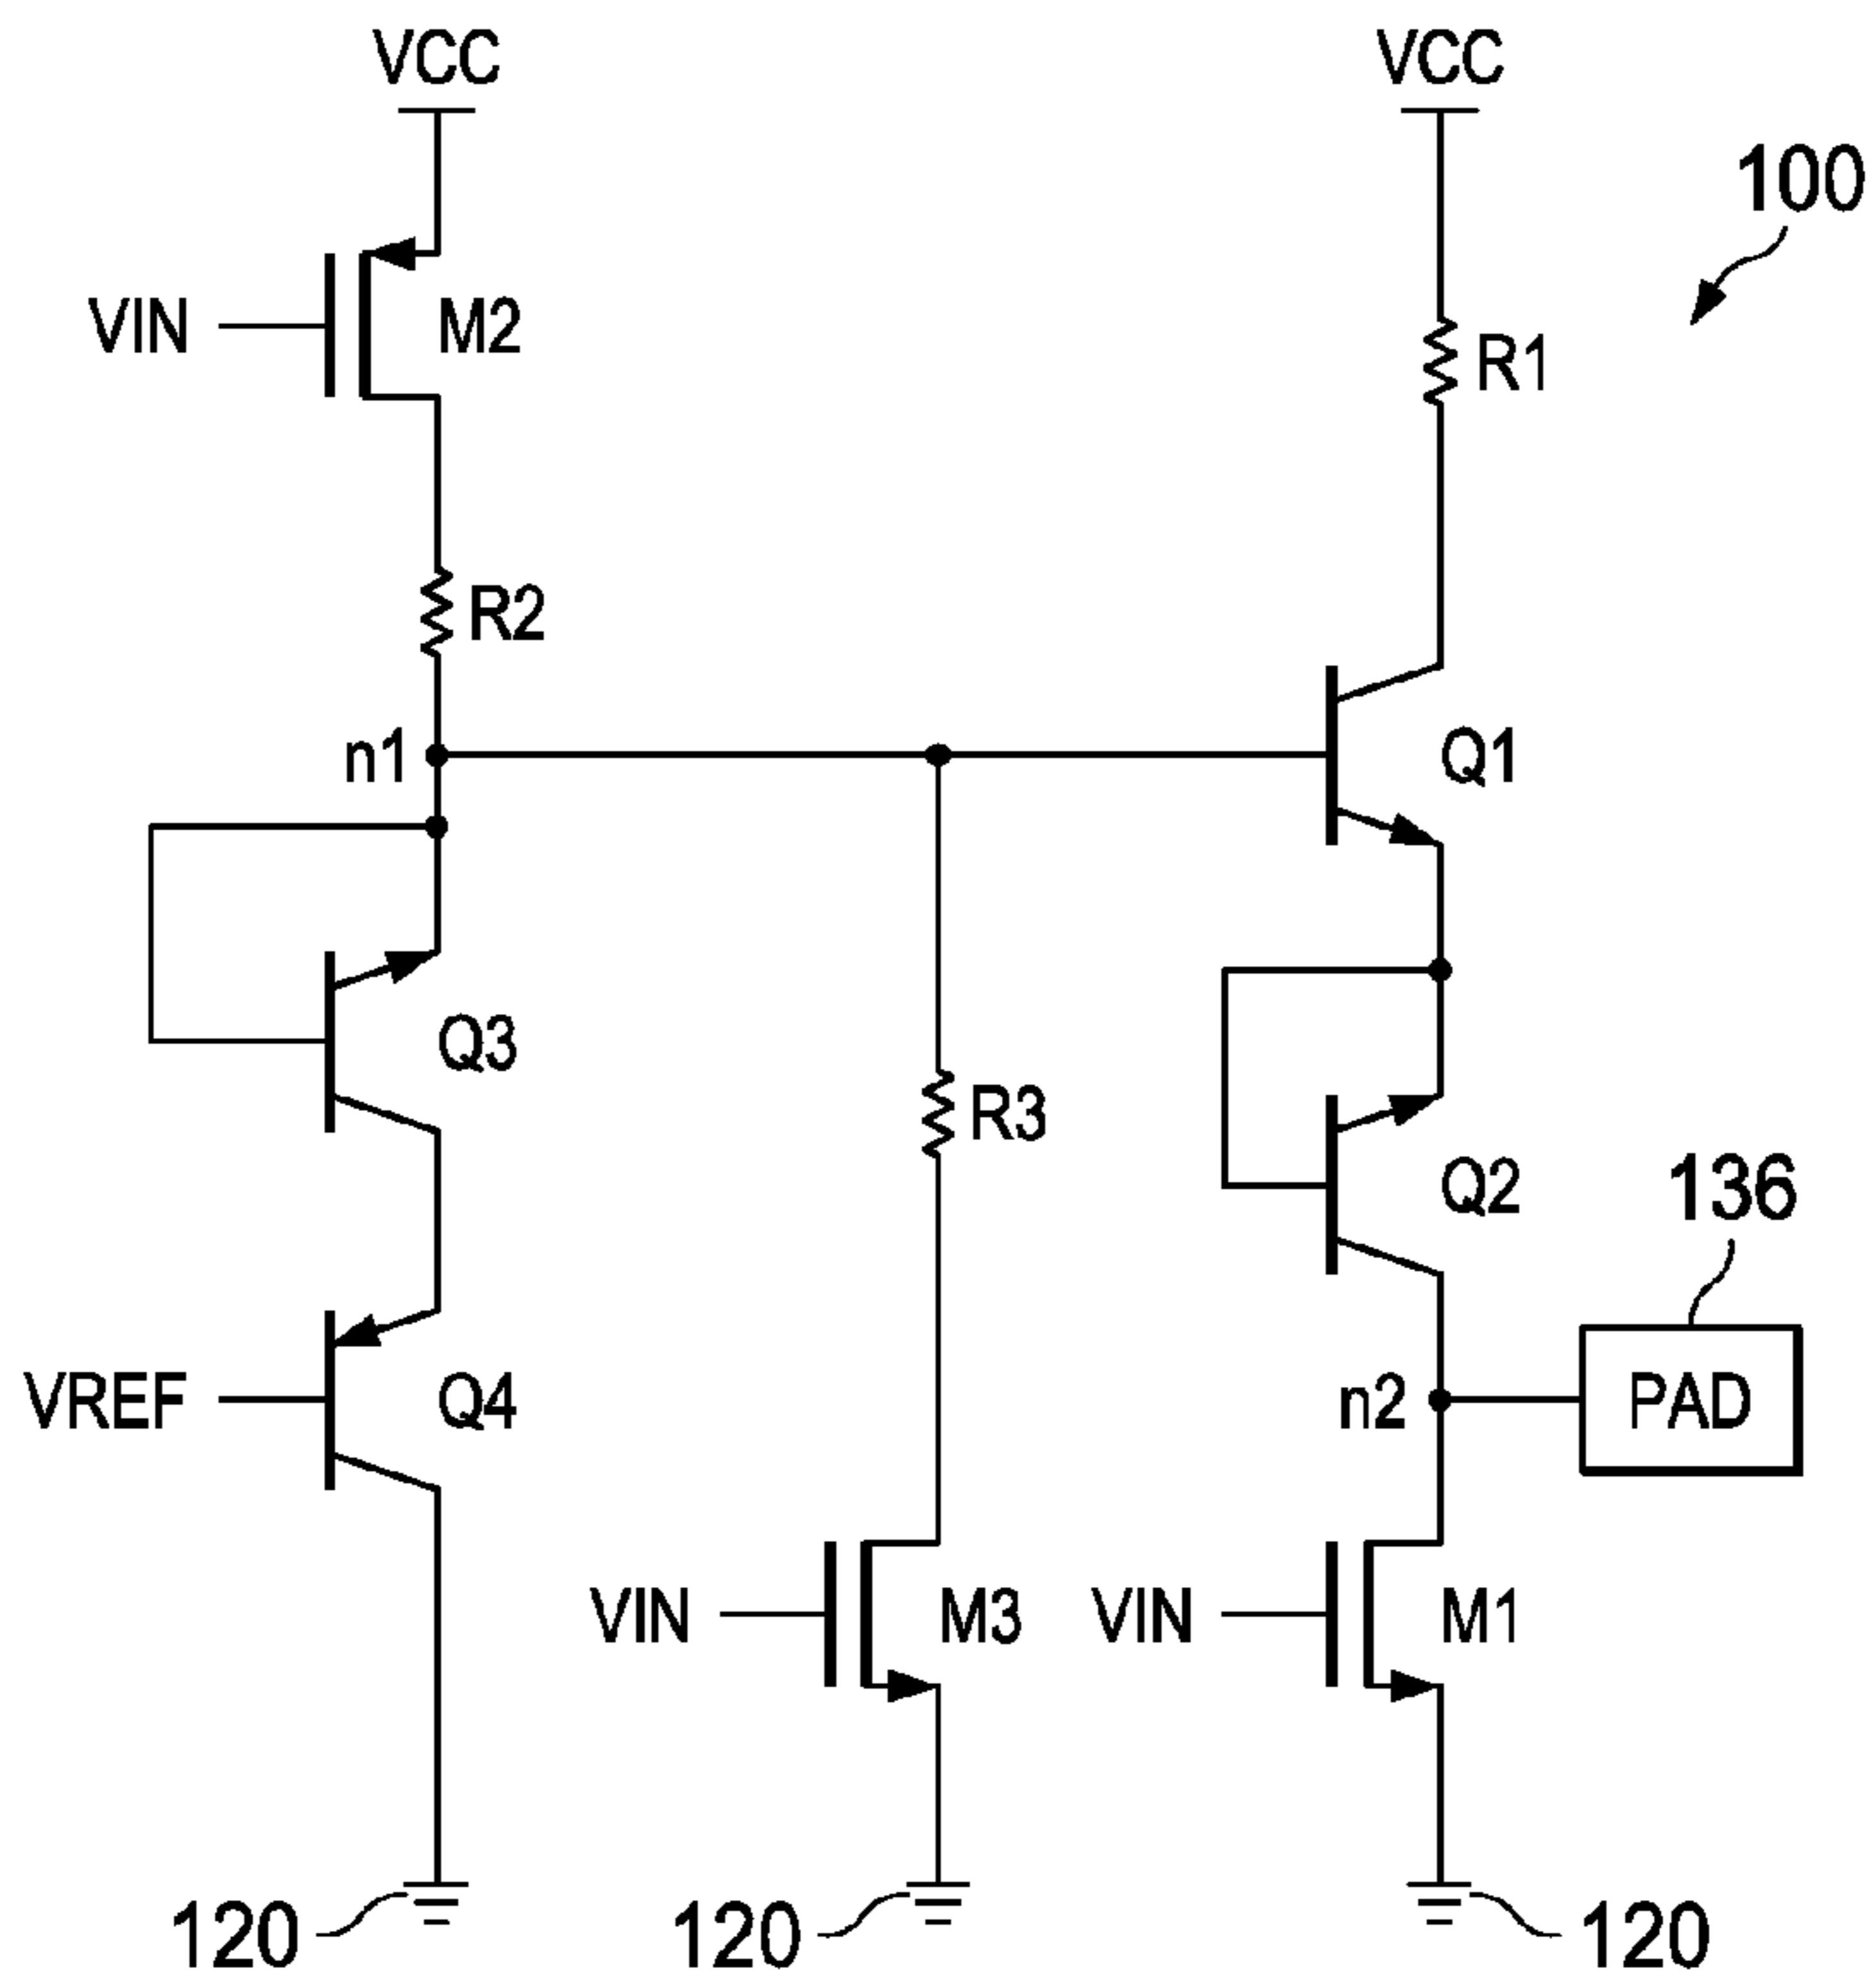 VCC
VCC
100
VIN
M2
R1
R2
n1
Q1
Q3
R3
Q2
136
VREF
Q4
n2
PAD
VIN
M3
VIN
M1
120
120
120